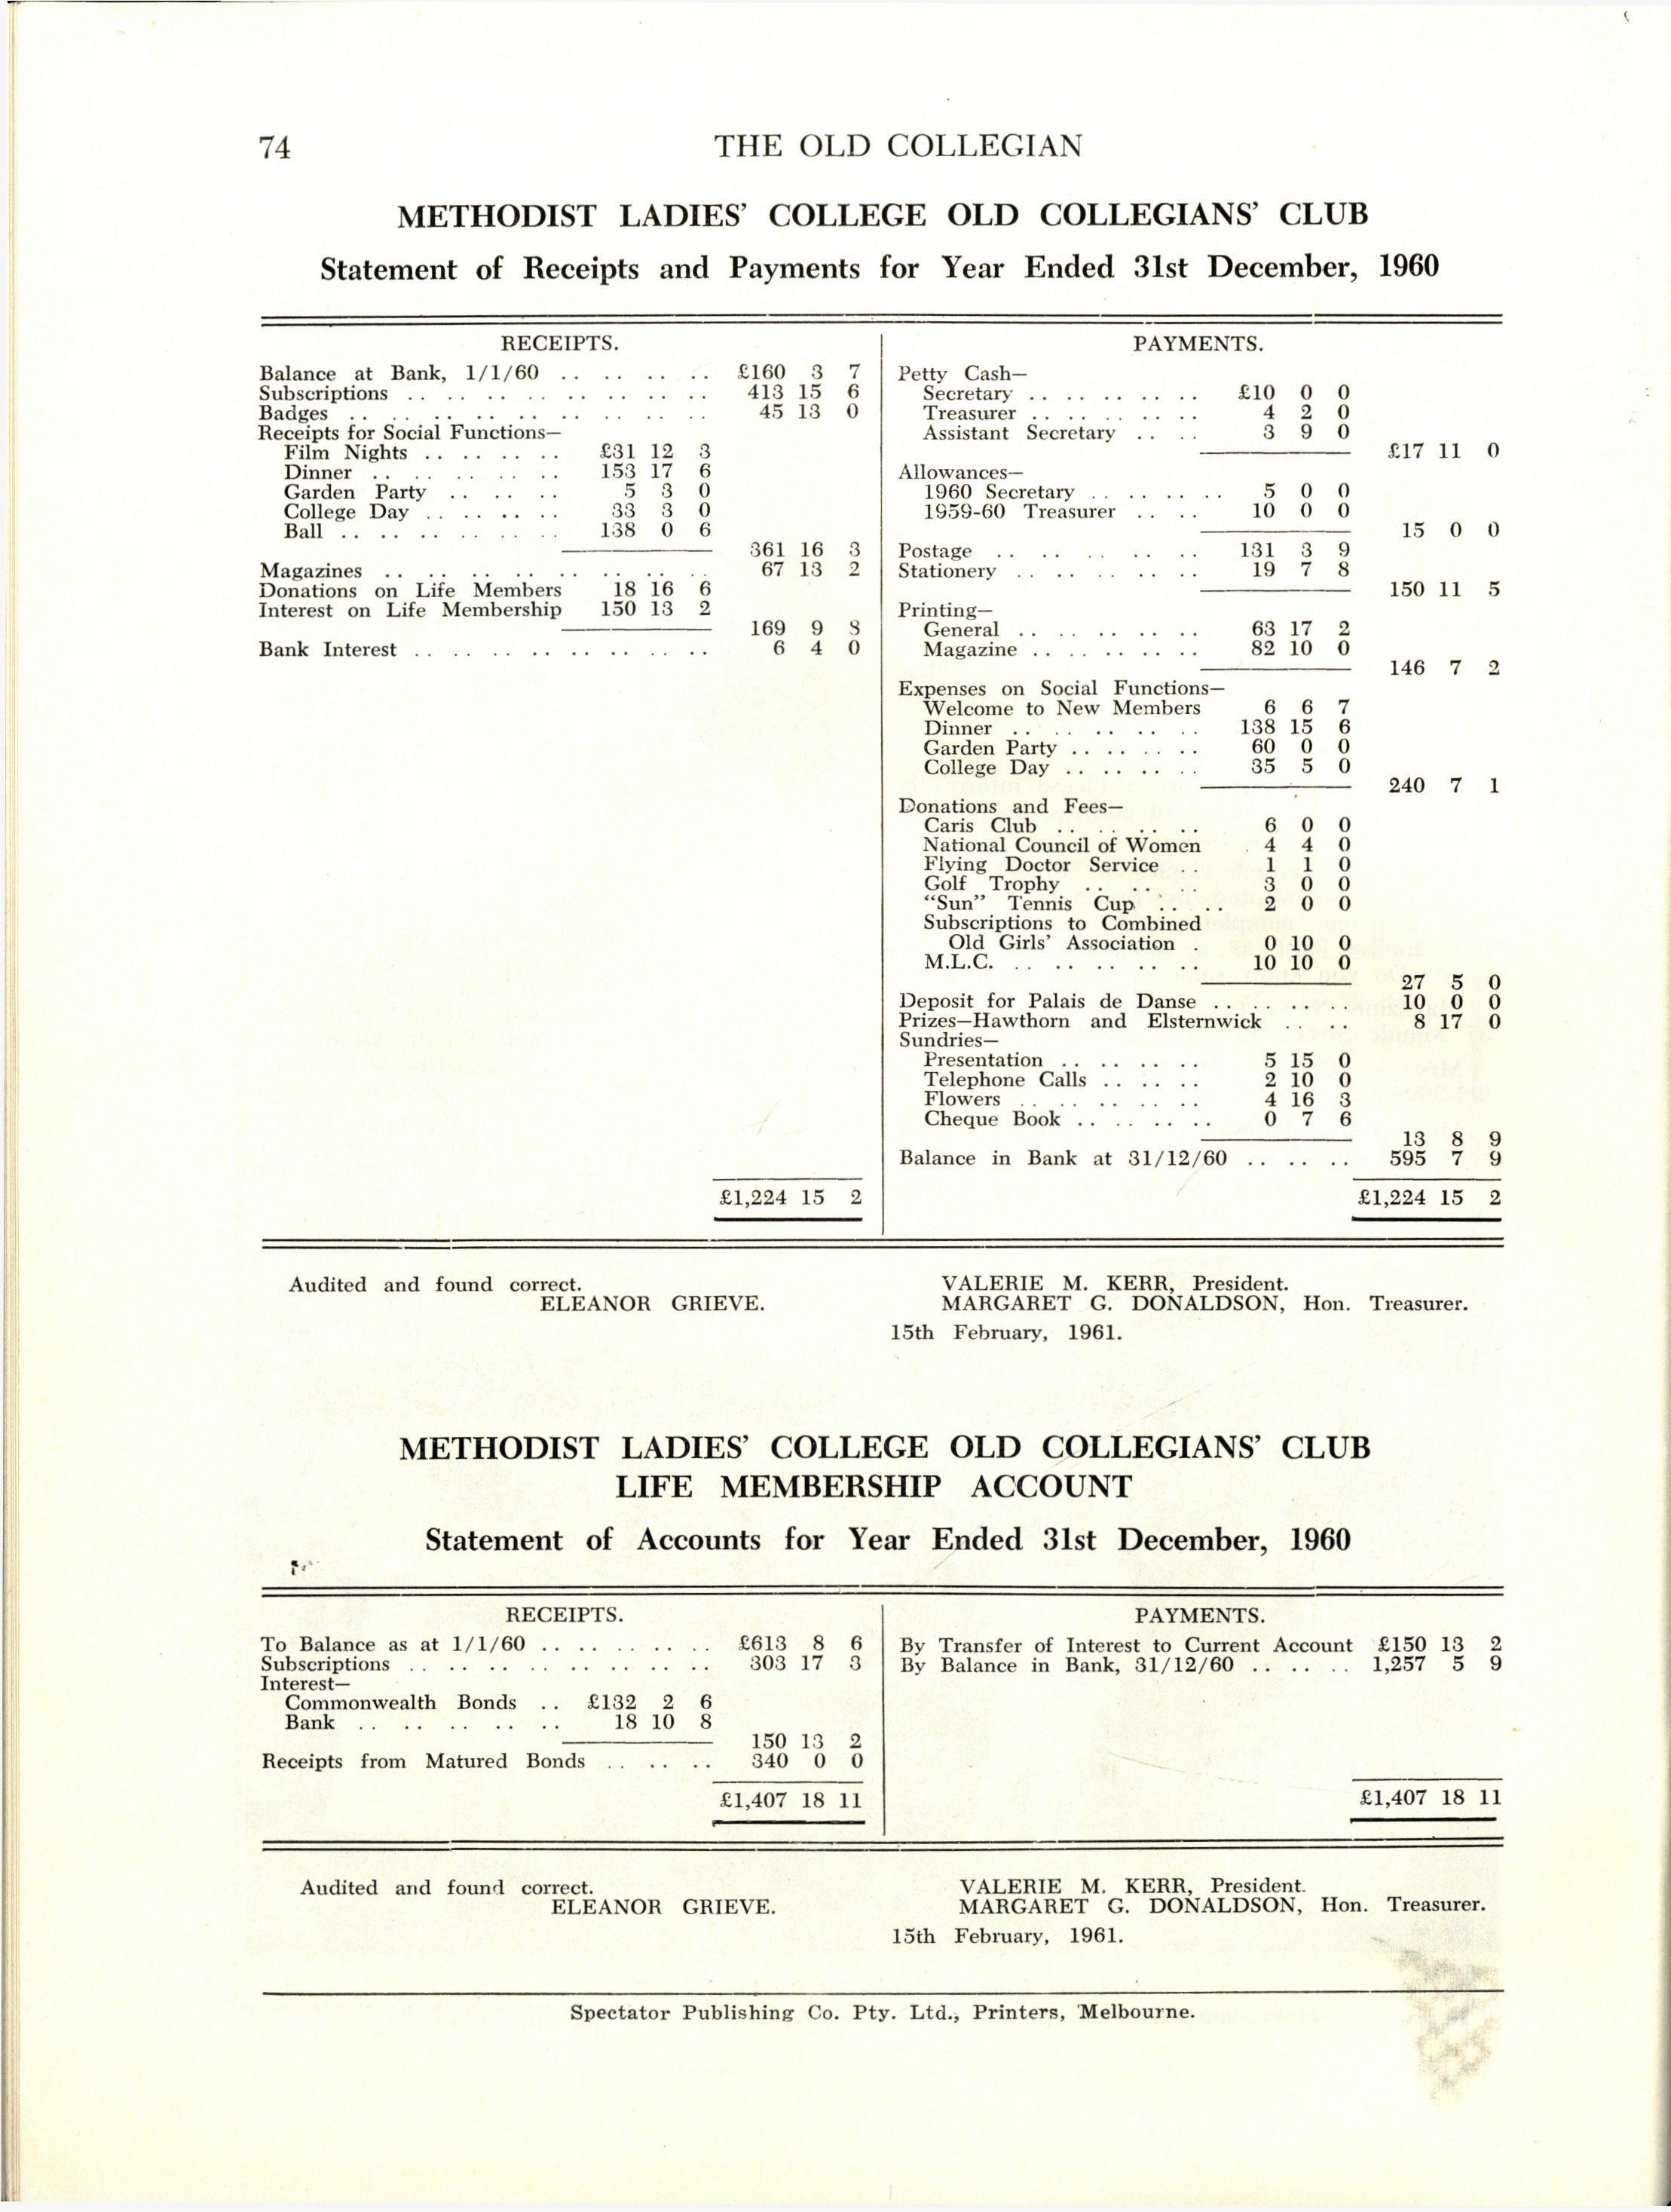 74
THE OLD COLLEGIAN
METHODIST LADIES' COLLEGE OLD COLLEGIANS' CLUB
Statement of Receipts and Payments for Year Ended 31st December, 1960
RECEIPTS.
Balance at Bank, 1/1/60 .. .. .. .. £160 3 7
Subscriptions .. .. .. .. .. .. .. .. 413 15 6
Badges .. .. .. .. .. .. .. .. .. 45 13 0
Receipts for Social Functions—
Film Nights .. .. .. .. £31 12 3
Dinner .. .. .. .. .. 153 17 6
Garden Party .. .. .. 5 3 0
College Day .. .. .. .. 33 3 0
Ball .. .. .. .. .. .. 138 0 6
361 16 3
Magazines .. .. .. .. .. .. .. .. .. 67 13 2
Donations on Life Members 18 16 6
Interest on Life Membership 150 13 2
169 9 8
Bank Interest .. .. .. .. .. .. .. .. 6 4 0
£1,224 15 2
PAYMENTS.
Petty Cash—
Secretary .. .. .. .. .. £10 0 0
Treasurer .. .. .. .. .. 4 2 0
Assistant Secretary .. .. 3 9 0
£17 11 0
Allowances—
1960 Secretary .. .. .. .. 5 0 0
1959-60 Treasurer .. .. 10 0 0
15 0 0
Postage .. .. .. .. .. .. 131 3 9
Stationery .. .. .. .. .. 19 7 8
150 11 5
Printing—
General .. .. .. .. .. 63 17 2
Magazine .. .. .. .. .. 82 10 0
146 7 2
Expenses on Social Functions—
Welcome to New Members 6 6 7
Dinner .. .. .. .. .. 138 15 6
Garden Party .. .. .. .. 60 0 0
College Day .. .. .. .. 35 5 0
240 7 1
Donations and Fees—
Caris Club .. .. .. .. 6 0 0
National Council of Women 4 4 0
Flying Doctor Service .. 1 1 0
Golf Trophy .. .. .. 3 0 0
"Sun" Tennis Cup .. .. 2 0 0
Subscriptions to Combined
Old Girls' Association . 0 10 0
M.L.C. .. .. .. .. .. 10 10 0
27 5 0
Deposit for Palais de Danse .. .. .. .. 10 0 0
Prizes—Hawthorn and Elsternwick .. .. 8 17 0
Sundries—
Presentation .. .. .. .. 5 15 0
Telephone Calls .. .. .. 2 10 0
Flowers .. .. .. .. .. 4 16 3
Cheque Book .. .. .. .. 0 7 6
13 8 9
Balance in Bank at 31/12/60 .. .. .. 595 7 9
£1,224 15 2
Audited and found correct.
ELEANOR GRIEVE.
VALERIE M. KERR, President.
MARGARET G. DONALDSON, Hon. Treasurer.
15th February, 1961.
METHODIST LADIES' COLLEGE OLD COLLEGIANS' CLUB
LIFE MEMBERSHIP ACCOUNT
Statement of Accounts for Year Ended 31st December, 1960
RECEIPTS.
To Balance as at 1/1/60 .. .. .. .. .. £613 8 6
Subscriptions .. .. .. .. .. .. .. .. 303 17 3
Interest—
Commonwealth Bonds .. £132 2 6
Bank .. .. .. .. .. .. 18 10 8
150 13 2
Receipts from Matured Bonds .. .. .. 340 0 0
£1,407 18 11
PAYMENTS.
By Transfer of Interest to Current Account £150 13 2
By Balance in Bank, 31/12/60 .. .. .. 1,257 5 9
£1,407 18 11
Audited and found correct.
ELEANOR GRIEVE.
VALERIE M. KERR, President.
MARGARET G. DONALDSON, Hon. Treasurer.
15th February, 1961.
Spectator Publishing Co. Pty. Ltd., Printers, Melbourne.